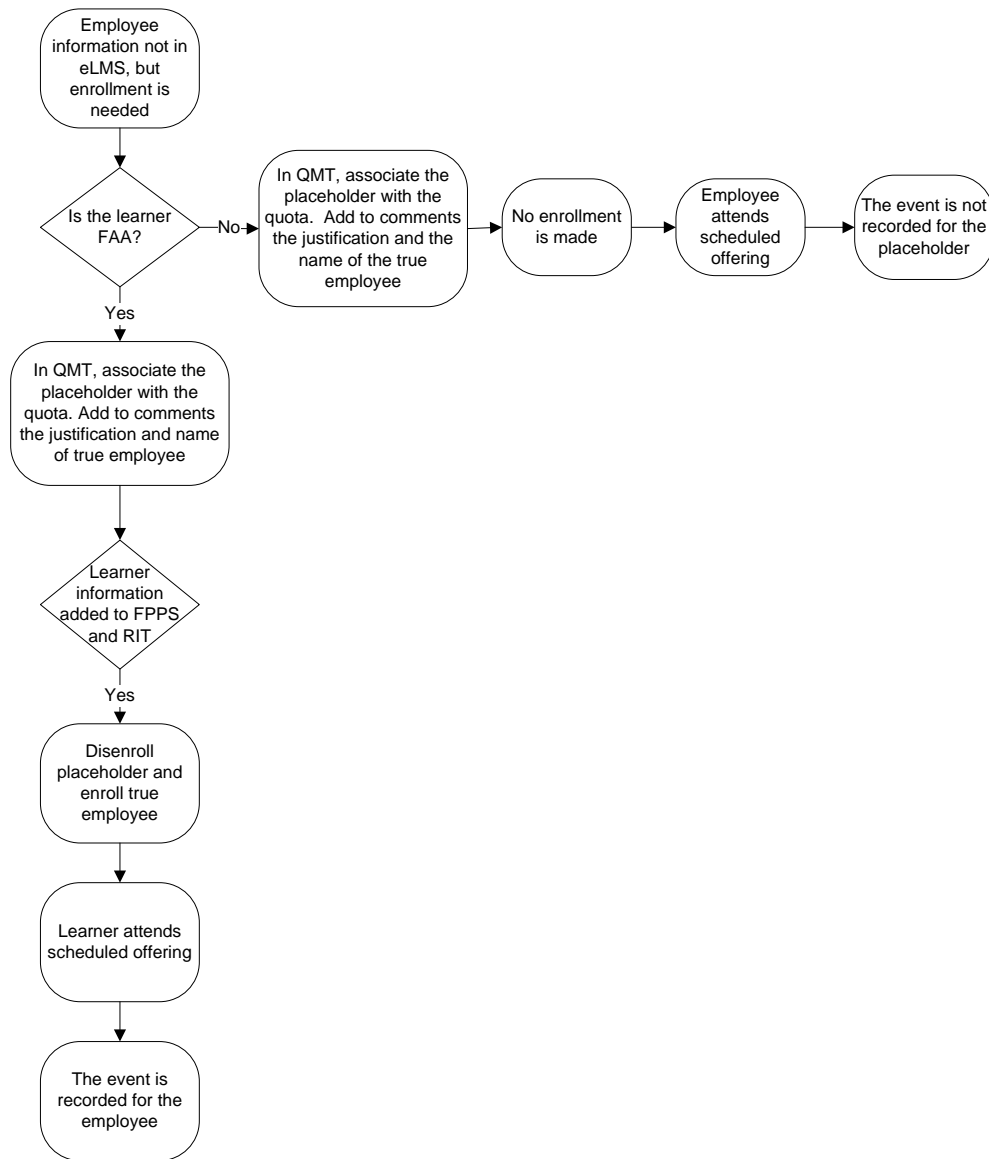 Employee
information not in
eLMS, but
enrollment is
needed
Is the learner
FAA?
No
In QMT, associate the
placeholder with the
quota.  Add to comments
the justification and the
name of the true
employee
No enrollment
is made
Employee
attends
scheduled
offering
The event is not
recorded for the
placeholder
Yes
In QMT, associate the
placeholder with the
quota. Add to comments
the justification and name
of true employee
Learner
information
added to FPPS
and RIT
Yes
Disenroll
placeholder and
enroll true
employee
Learner attends
scheduled offering
The event is
recorded for the
employee